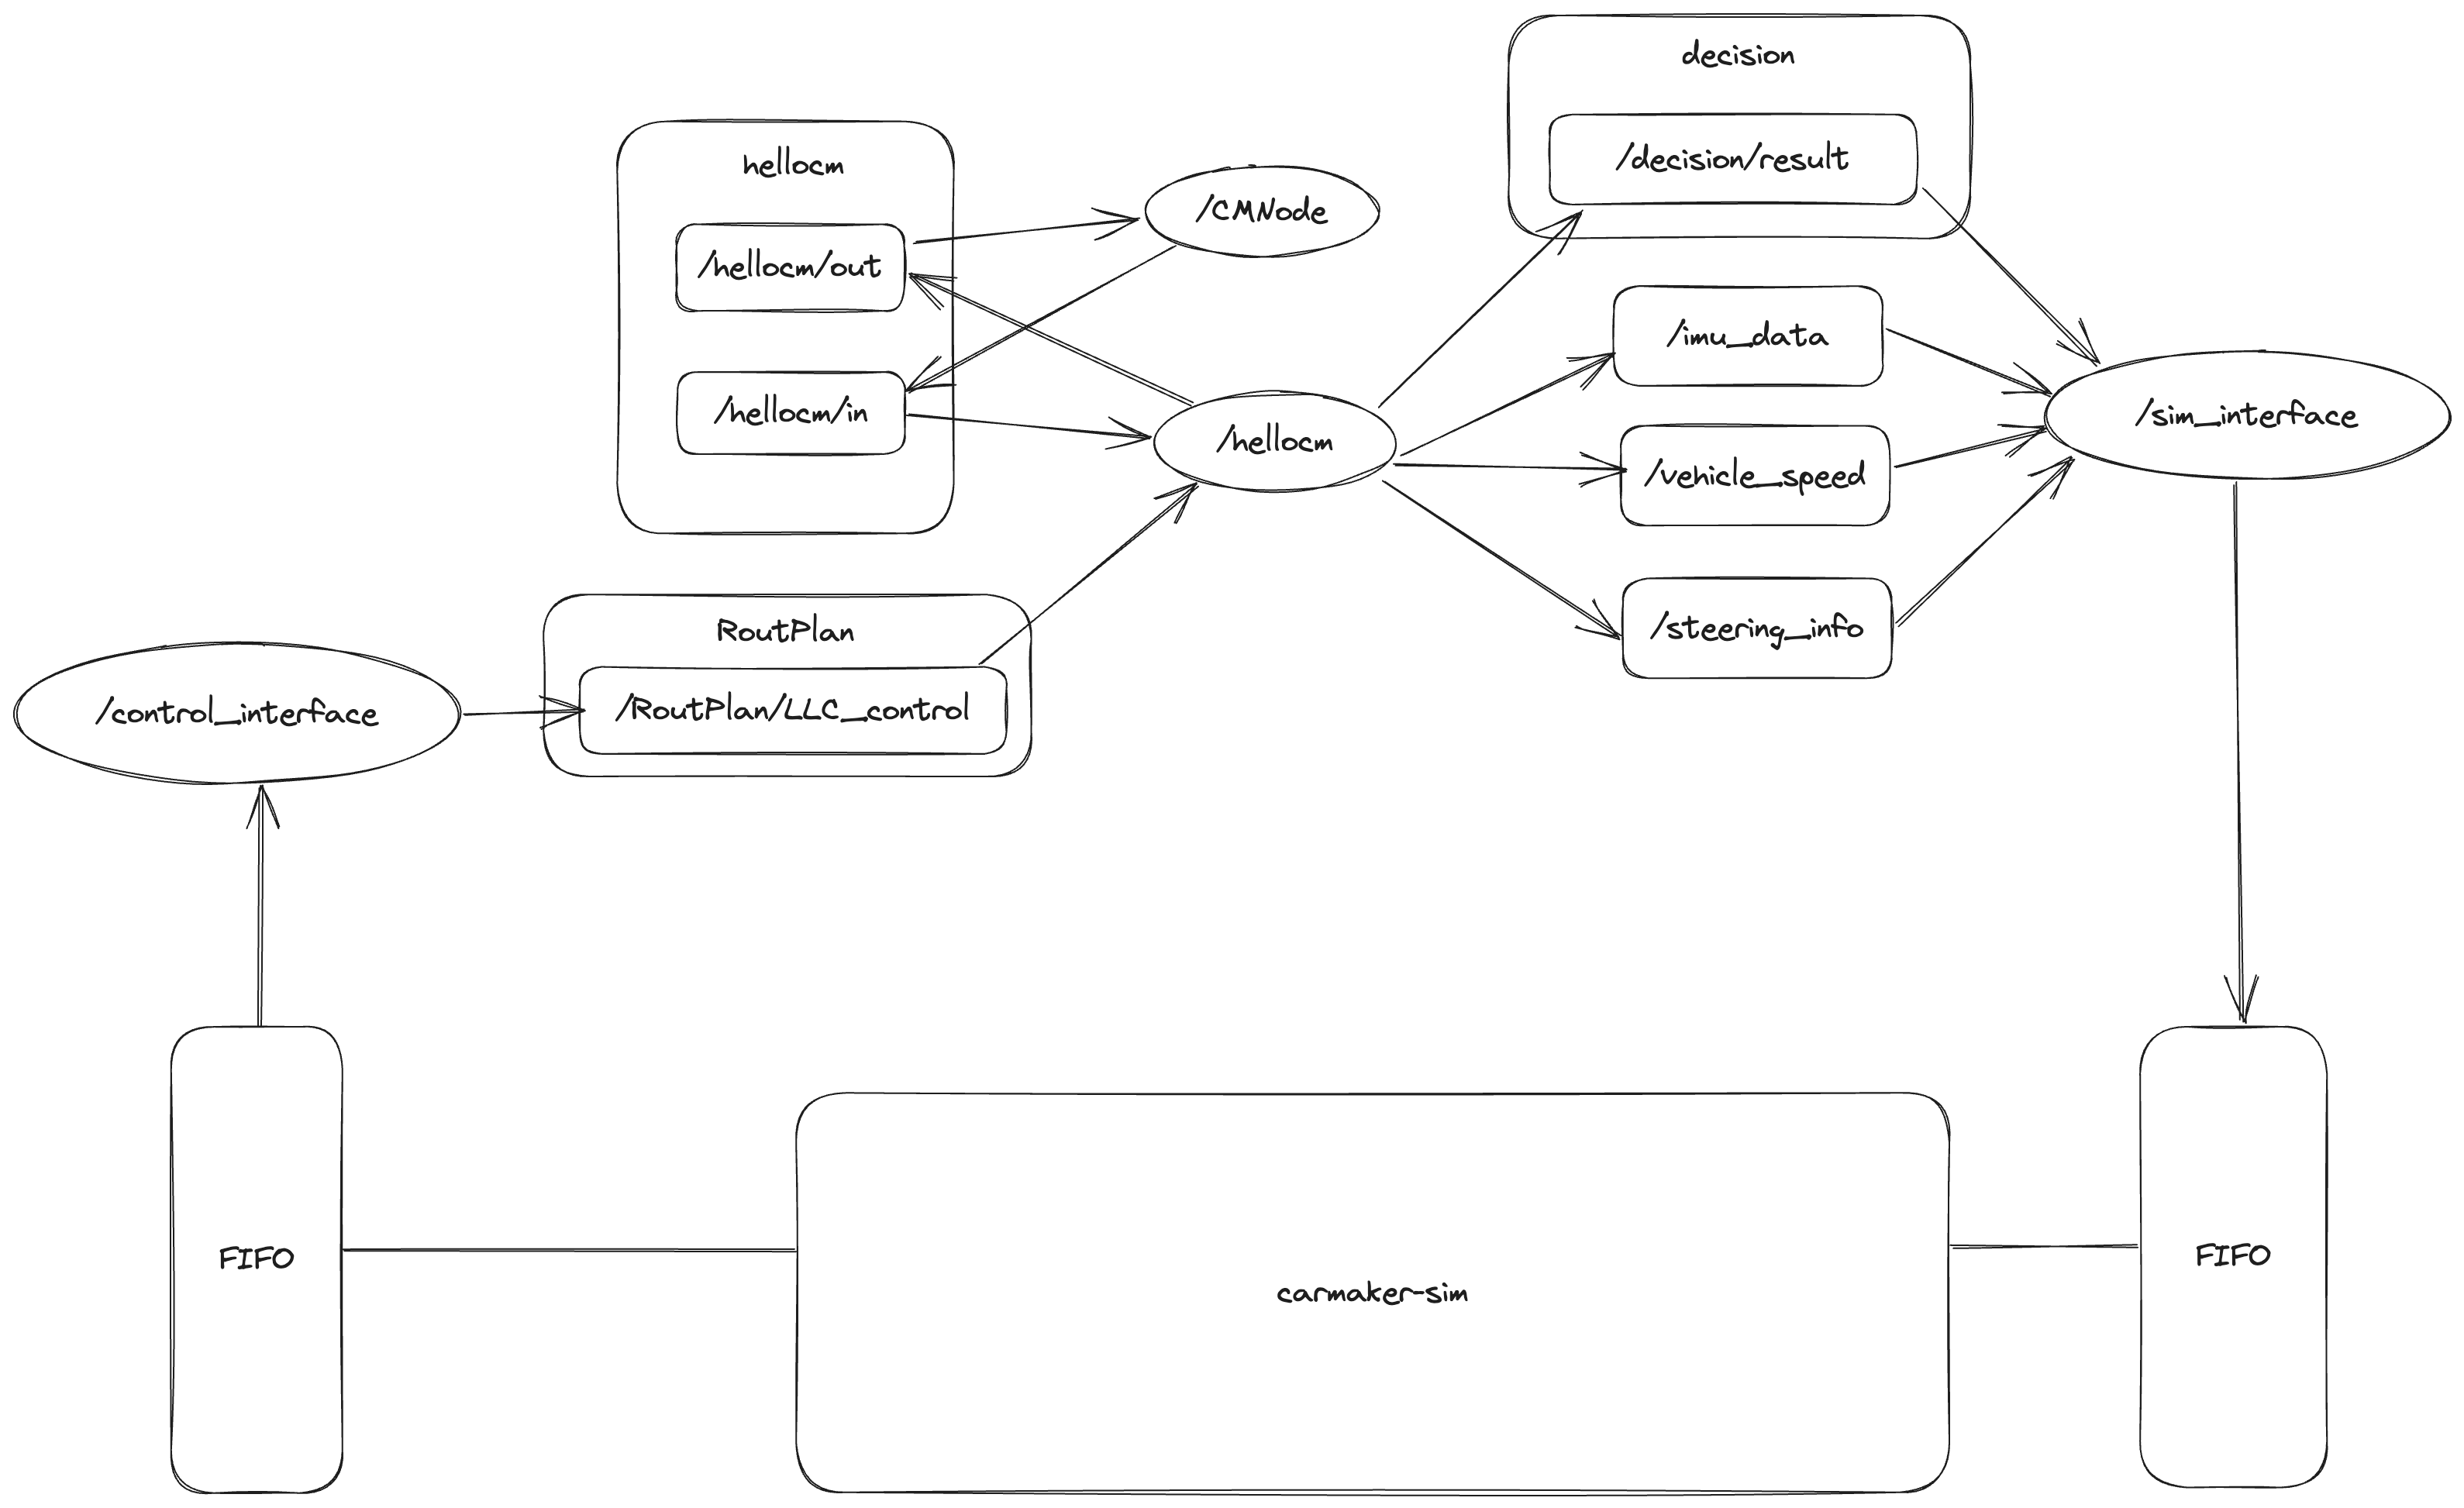 decision
/decision/result
hellocm
/CMNode
/hellocm/out
/imu_data
/hellocm/in
/hellocm
/sim_interface
/vehicle_speed
RoutPlan
/steering_info
/control_interface
/RoutPlan/LLC_control
FIFO
carmaker-sim
FIFO